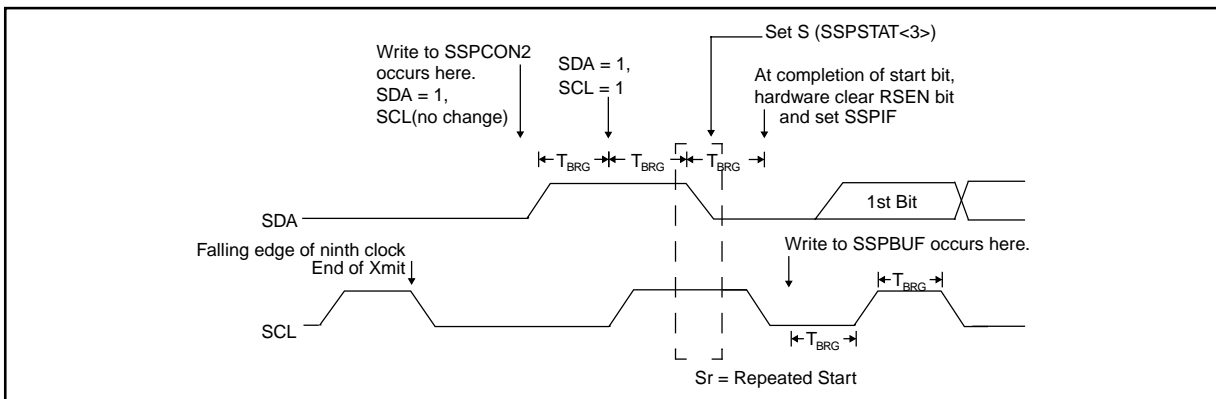 Set S (SSPSTAT<3>)
Write to SSPCON2
occurs here.
SDA = 1,
SCL(no change)
SDA = 1,
SCL = 1
At completion of start bit,
hardware clear RSEN bit
and set SSPIF
TBRG
TBRG
TBRG
SDA
1st Bit
Falling edge of ninth clock
End of Xmit
Write to SSPBUF occurs here.
TBRG
SCL
TBRG
Sr = Repeated Start